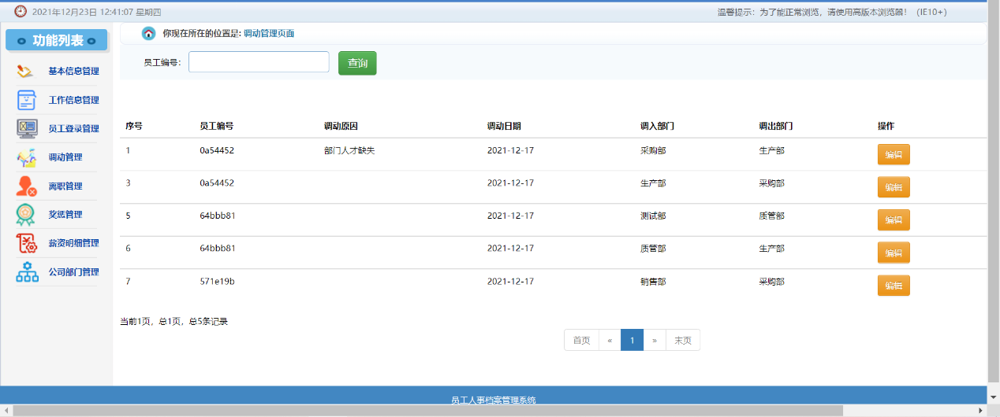 2021年12月23日 12:41:07 星期四
温馨提示：为了能正常浏览，请使用高版本浏览器！（IE10+）
功能列表
基本信息管理
工作信息管理
员工登录管理
调动管理
离职管理
奖惩管理
薪资明细管理
公司部门管理
你现在所在的位置是: 调动管理页面
员工编号： 查询
序号 员工编号 调动原因 调动日期 调入部门 调出部门 操作
1 0a54452 部门人才缺失 2021-12-17 采购部 生产部 编辑
3 0a54452 2021-12-17 生产部 采购部 编辑
5 64bbb81 2021-12-17 测试部 质管部 编辑
6 64bbb81 2021-12-17 质管部 生产部 编辑
7 571e19b 2021-12-17 销售部 采购部 编辑
当前1页，总1页，总5条记录
首页 « 1 » 末页
员工人事档案管理系统